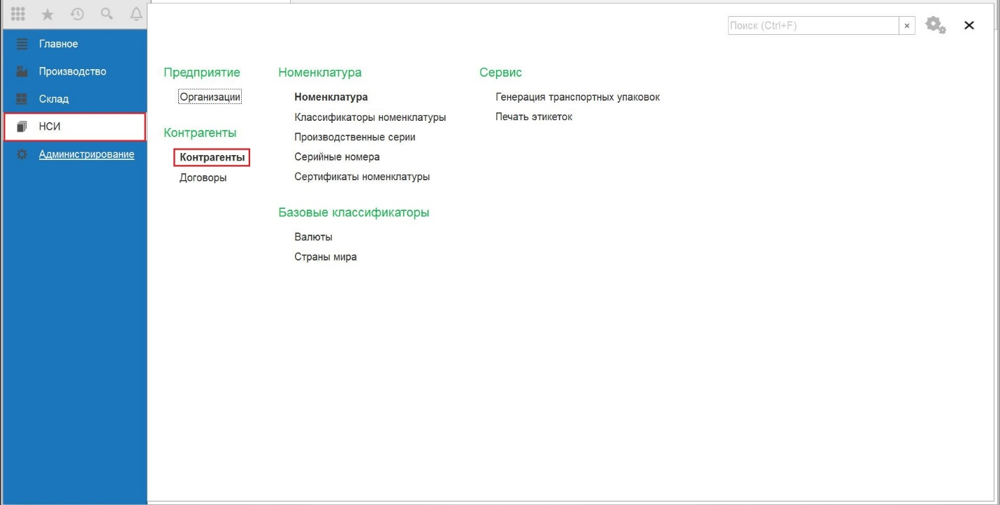 Поиск (Ctrl+F)
Главное
Производство
Склад
НСИ
Администрирование
Предприятие
Организации
Контрагенты
Контрагенты
Договоры
Номенклатура
Номенклатура
Классификаторы номенклатуры
Производственные серии
Серийные номера
Сертификаты номенклатуры
Базовые классификаторы
Валюты
Страны мира
Сервис
Генерация транспортных упаковок
Печать этикеток